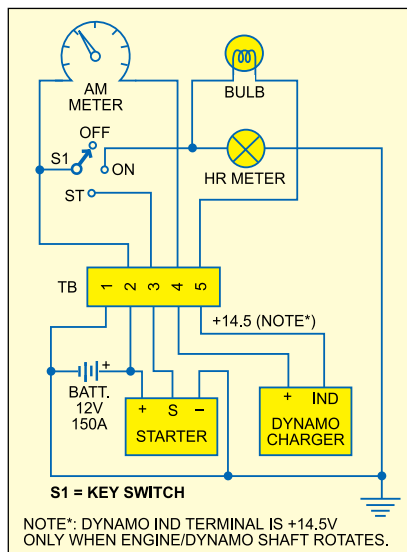 AM
METER
BULB
OFF
S1
ON
HR METER
ST
TB
1 2 3 4 5
+14.5 (NOTE*)
+
BATT.
12V
150A
+ S −
STARTER
+ IND
DYNAMO
CHARGER
S1 = KEY SWITCH
NOTE*: DYNAMO IND TERMINAL IS +14.5V
ONLY WHEN ENGINE/DYNAMO SHAFT ROTATES.